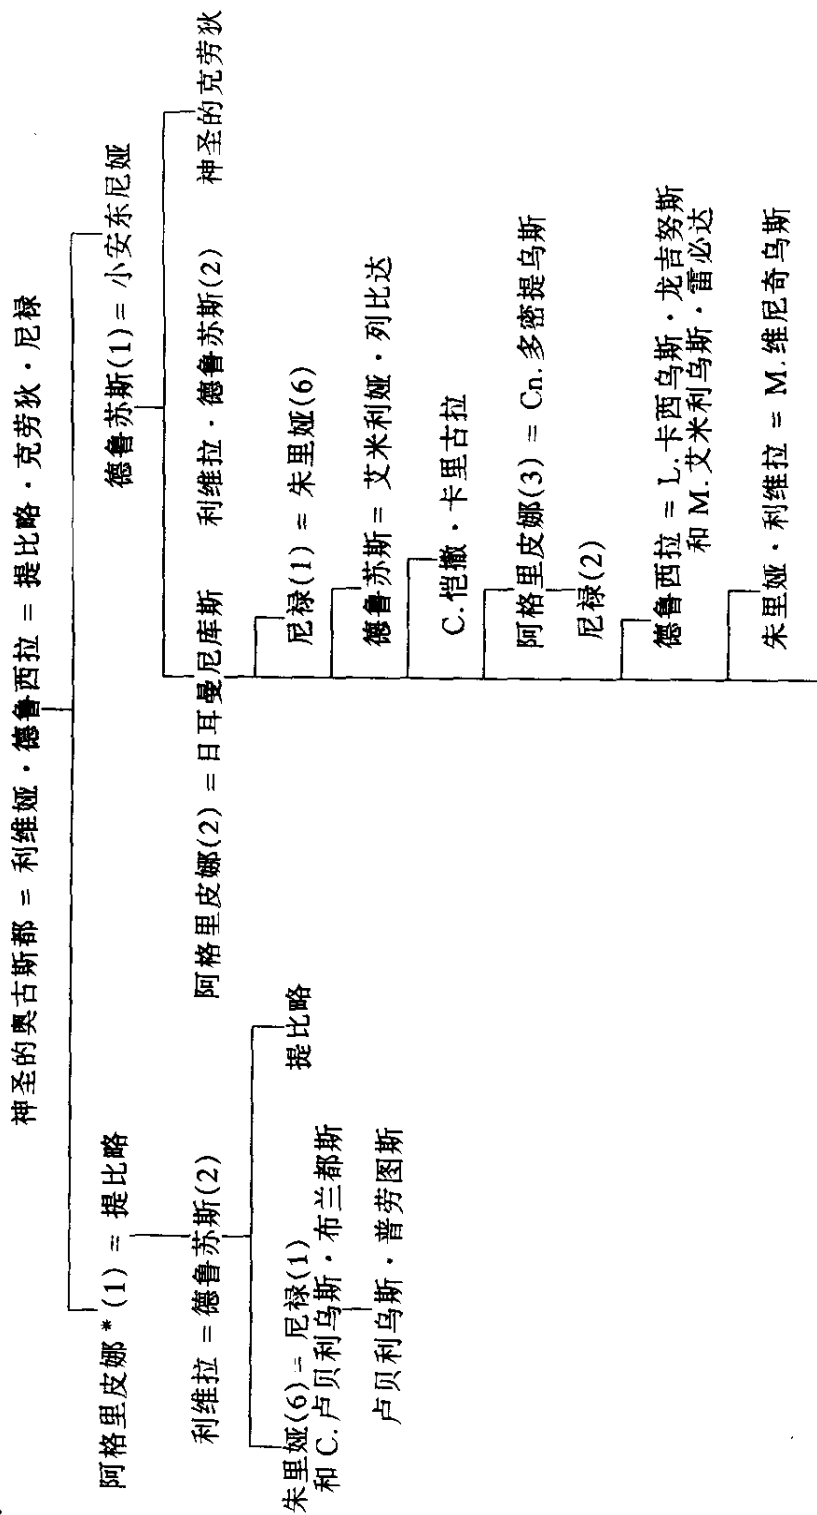 神圣的奥古斯都 = 利维娅·德鲁西拉 = 提比略·克劳狄·尼禄
阿格里皮娜*(1) = 提比略
德鲁苏斯(1) = 小安东尼娅
利维拉 = 德鲁苏斯(2)
阿格里皮娜(2) = 日耳曼尼库斯
利维拉·德鲁苏斯(2)
神圣的克劳狄
朱里娅(6) = 尼禄(1)
和 C.卢贝利乌斯·布兰都斯
提比略
卢贝利乌斯·普劳图斯
尼禄(1) = 朱里娅(6)
德鲁苏斯 = 艾米利娅·列比达
C.恺撒·卡里古拉
阿格里皮娜(3) = Cn.多密提乌斯
尼禄(2)
德鲁西拉 = L.卡西乌斯·龙吉努斯
和 M.艾米利乌斯·雷必达
朱里娅·利维拉 = M.维尼奇乌斯